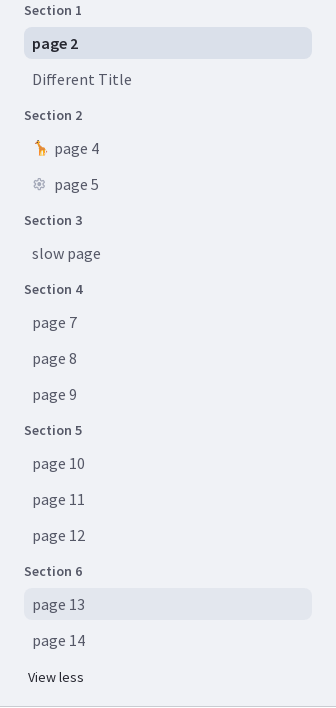 Section 1
page 2
Different Title
Section 2
page 4
page 5
Section 3
slow page
Section 4
page 7
page 8
page 9
Section 5
page 10
page 11
page 12
Section 6
page 13
page 14
View less